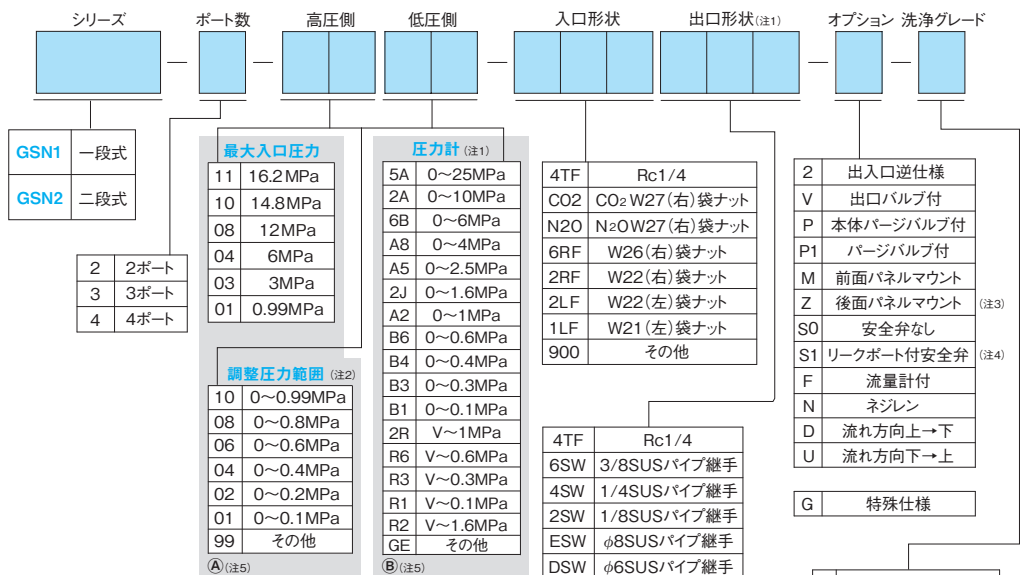 シリーズ ポート数 高圧側 低圧側 入口形状 出口形状(注1) オプション 洗浄グレード
GSN1 一段式
GSN2 二段式
2 2ポート
3 3ポート
4 4ポート
最大入口圧力
11 16.2MPa
10 14.8MPa
08 12MPa
04 6MPa
03 3MPa
01 0.99MPa
調整圧力範囲(注2)
10 0~0.99MPa
08 0~0.8MPa
06 0~0.6MPa
04 0~0.4MPa
02 0~0.2MPa
01 0~0.1MPa
99 その他
Ⓐ(注5)
圧力計(注1)
5A 0~25MPa
2A 0~10MPa
6B 0~6MPa
A8 0~4MPa
A5 0~2.5MPa
2J 0~1.6MPa
A2 0~1MPa
B6 0~0.6MPa
B4 0~0.4MPa
B3 0~0.3MPa
B1 0~0.1MPa
2R V~1MPa
R6 V~0.6MPa
R3 V~0.3MPa
R1 V~0.1MPa
R2 V~1.6MPa
GE その他
Ⓑ(注5)
4TF Rc1/4
CO2 CO₂W27(右)袋ナット
N2O N₂OW27(右)袋ナット
6RF W26(右)袋ナット
2RF W22(右)袋ナット
2LF W22(左)袋ナット
1LF W21(左)袋ナット
900 その他
4TF Rc1/4
6SW 3/8SUSパイプ継手
4SW 1/4SUSパイプ継手
2SW 1/8SUSパイプ継手
ESW φ8SUSパイプ継手
DSW φ6SUSパイプ継手
2 出入口逆仕様
V 出口バルブ付
P 本体パージバルブ付
P1 パージバルブ付
M 前面パネルマウント
Z 後面パネルマウント (注3)
S0 安全弁なし
S1 リークポート付安全弁 (注4)
F 流量計付
N ネジレン
D 流れ方向上→下
U 流れ方向下→上
G 特殊仕様